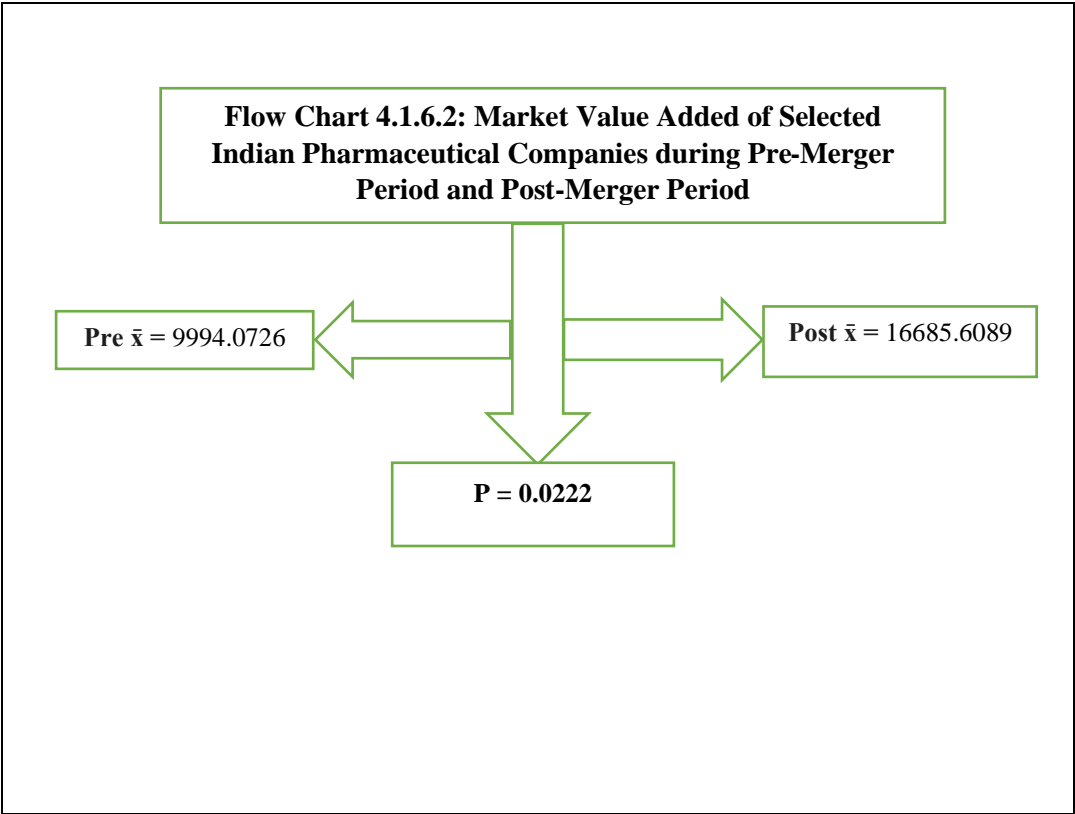 Flow Chart 4.1.6.2: Market Value Added of Selected
Indian Pharmaceutical Companies during Pre-Merger
Period and Post-Merger Period
Pre x̄ = 9994.0726
Post x̄ = 16685.6089
P = 0.0222